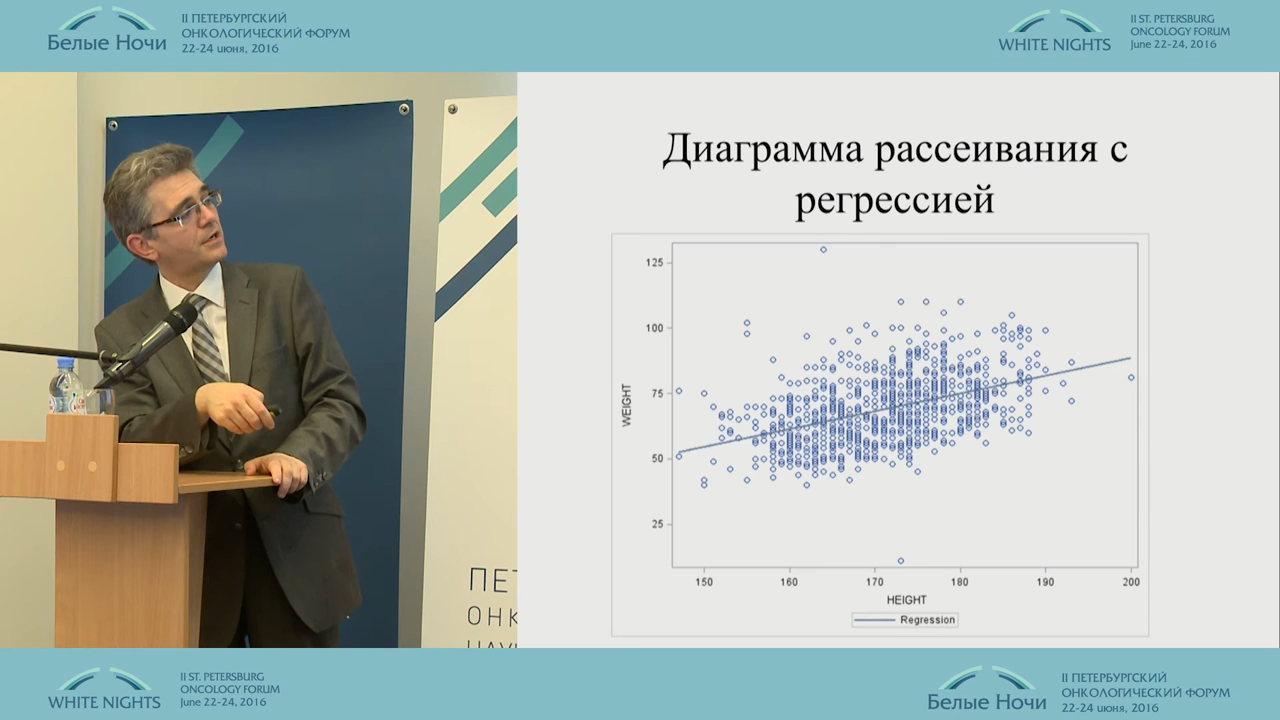 Белые Ночи
II ПЕТЕРБУРГСКИЙ
ОНКОЛОГИЧЕСКИЙ ФОРУМ
22-24 июня, 2016
WHITE NIGHTS
II ST. PETERSBURG
ONCOLOGY FORUM
June 22-24, 2016
Диаграмма рассеивания с
регрессией
125
100
75
50
25
WEIGHT
150 160 170 180 190 200
HEIGHT
Regression
ПЕТ
ОНК
WHITE NIGHTS
II ST. PETERSBURG
ONCOLOGY FORUM
June 22-24, 2016
Белые Ночи
II ПЕТЕРБУРГСКИЙ
ОНКОЛОГИЧЕСКИЙ ФОРУМ
22-24 июня, 2016